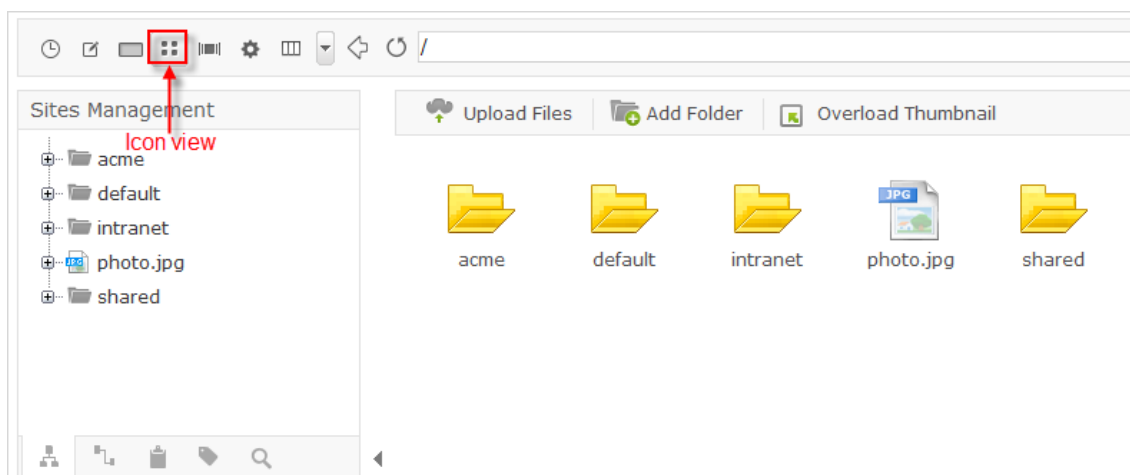 /
Sites Management
Upload Files
Add Folder
Overload Thumbnail
Icon view
acme
default
intranet
JPG
photo.jpg
shared
JPG
acme
default
intranet
photo.jpg
shared